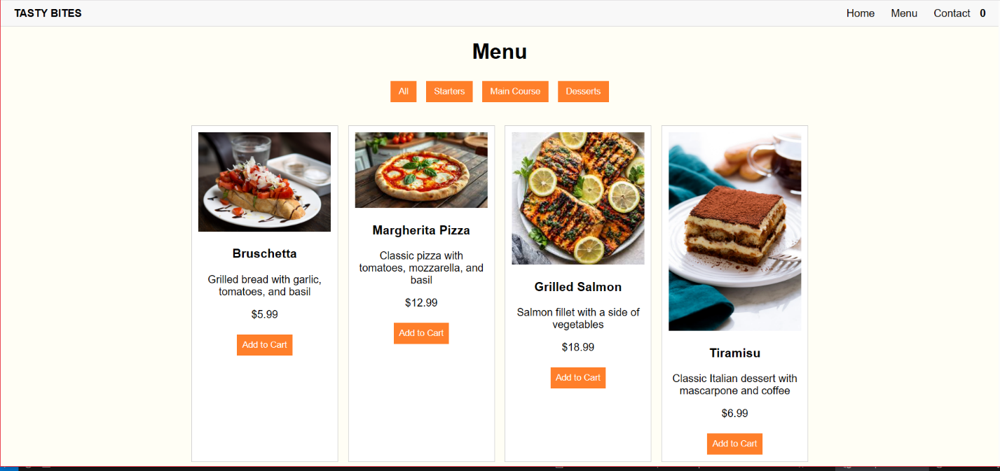 TASTY BITES
Home Menu Contact 0
Menu
All Starters Main Course Desserts
Bruschetta
Grilled bread with garlic,
tomatoes, and basil
$5.99
Add to Cart
Margherita Pizza
Classic pizza with
tomatoes, mozzarella, and
basil
$12.99
Add to Cart
Grilled Salmon
Salmon fillet with a side of
vegetables
$18.99
Add to Cart
Tiramisu
Classic Italian dessert with
mascarpone and coffee
$6.99
Add to Cart